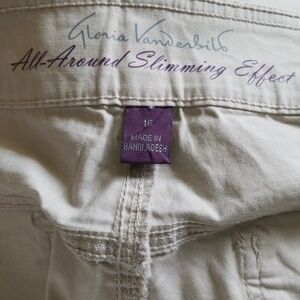 Gloria Vanderbilt
All-Around Slimming Effect
16
MADE IN
BANGLADESH